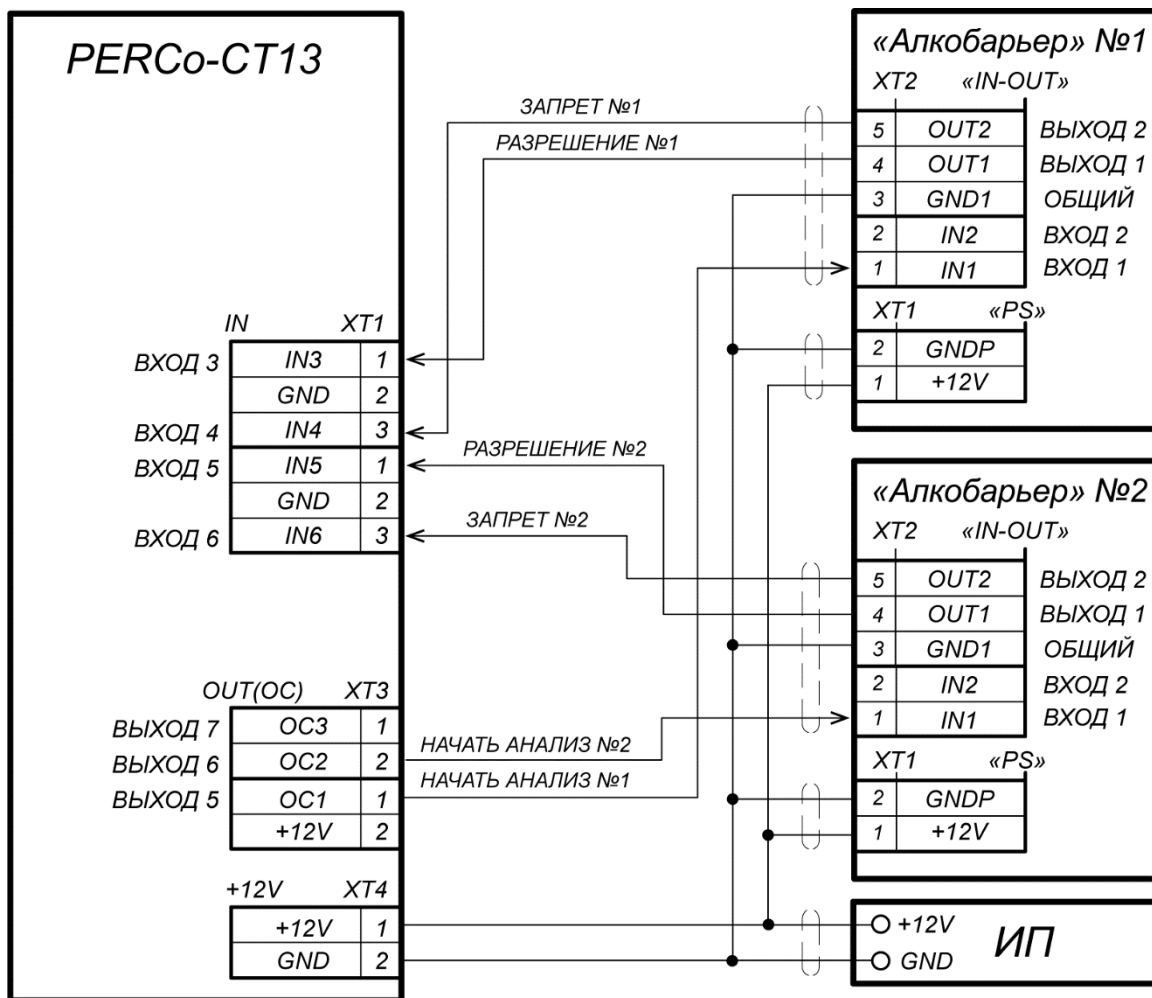 PERCo-CT13
«Алкобарьер» №1
XT2 «IN-OUT»
5 OUT2 ВЫХОД 2
4 OUT1 ВЫХОД 1
3 GND1 ОБЩИЙ
2 IN2 ВХОД 2
1 IN1 ВХОД 1
XT1 «PS»
2 GNDP
1 +12V
ЗАПРЕТ №1
РАЗРЕШЕНИЕ №1
IN XT1
ВХОД 3 IN3 1
GND 2
ВХОД 4 IN4 3
ВХОД 5 IN5 1
GND 2
ВХОД 6 IN6 3
РАЗРЕШЕНИЕ №2
ЗАПРЕТ №2
«Алкобарьер» №2
XT2 «IN-OUT»
5 OUT2 ВЫХОД 2
4 OUT1 ВЫХОД 1
3 GND1 ОБЩИЙ
2 IN2 ВХОД 2
1 IN1 ВХОД 1
XT1 «PS»
2 GNDP
1 +12V
OUT(OC) XT3
ВЫХОД 7 OC3 1
ВЫХОД 6 OC2 2
ВЫХОД 5 OC1 1
+12V 2
НАЧАТЬ АНАЛИЗ №2
НАЧАТЬ АНАЛИЗ №1
+12V XT4
+12V 1
GND 2
+12V
GND
ИП